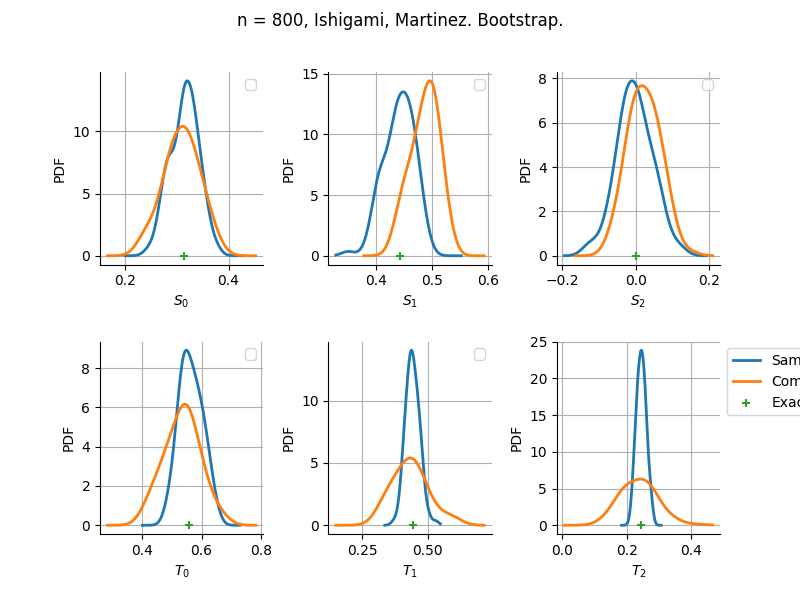 n = 800, Ishigami, Martinez. Bootstrap.
PDF
10
5
0
0.2
0.4
S₀
PDF
15
10
5
0
0.4
0.5
0.6
S₁
PDF
8
6
4
2
0
−0.2
0.0
0.2
S₂
PDF
8
6
4
2
0
0.4
0.6
0.8
T₀
PDF
10
5
0
0.25
0.50
T₁
PDF
25
20
15
10
5
0
0.0
0.2
0.4
T₂
Sam
Com
Exac